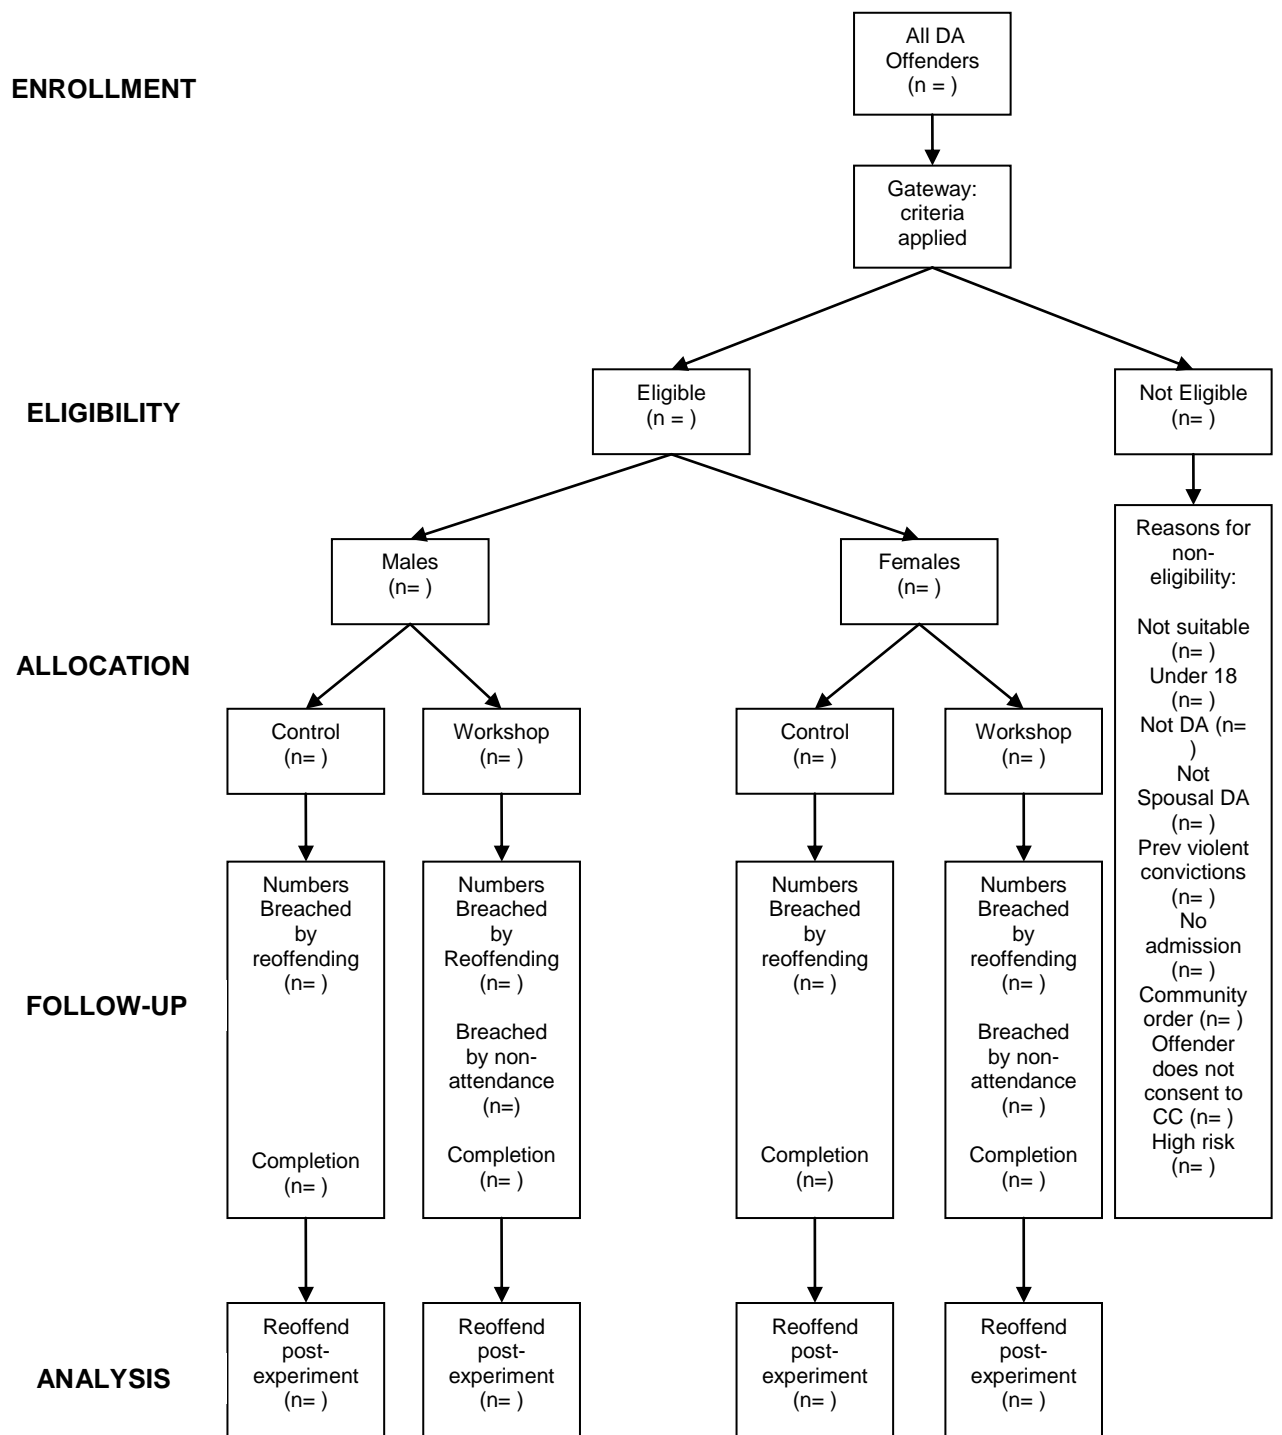 ENROLLMENT
All DA
Offenders
(n = )
Gateway:
criteria
applied
ELIGIBILITY
Eligible
(n = )
Not Eligible
(n= )
Males
(n= )
Females
(n= )
Reasons for
non-
eligibility:
Not suitable
(n= )
Under 18
(n= )
Not DA (n=
)
Not
Spousal DA
(n= )
Prev violent
convictions
(n= )
No
admission
(n= )
Community
order (n= )
Offender
does not
consent to
CC (n= )
High risk
(n= )
ALLOCATION
Control
(n= )
Workshop
(n= )
Control
(n= )
Workshop
(n= )
FOLLOW-UP
Numbers
Breached
by
reoffending
(n= )
Completion
(n= )
Numbers
Breached
by
Reoffending
(n= )
Breached
by non-
attendance
(n=)
Completion
(n= )
Numbers
Breached
by
reoffending
(n= )
Completion
(n=)
Numbers
Breached
by
reoffending
(n= )
Breached
by non-
attendance
(n= )
Completion
(n= )
ANALYSIS
Reoffend
post-
experiment
(n= )
Reoffend
post-
experiment
(n= )
Reoffend
post-
experiment
(n= )
Reoffend
post-
experiment
(n= )